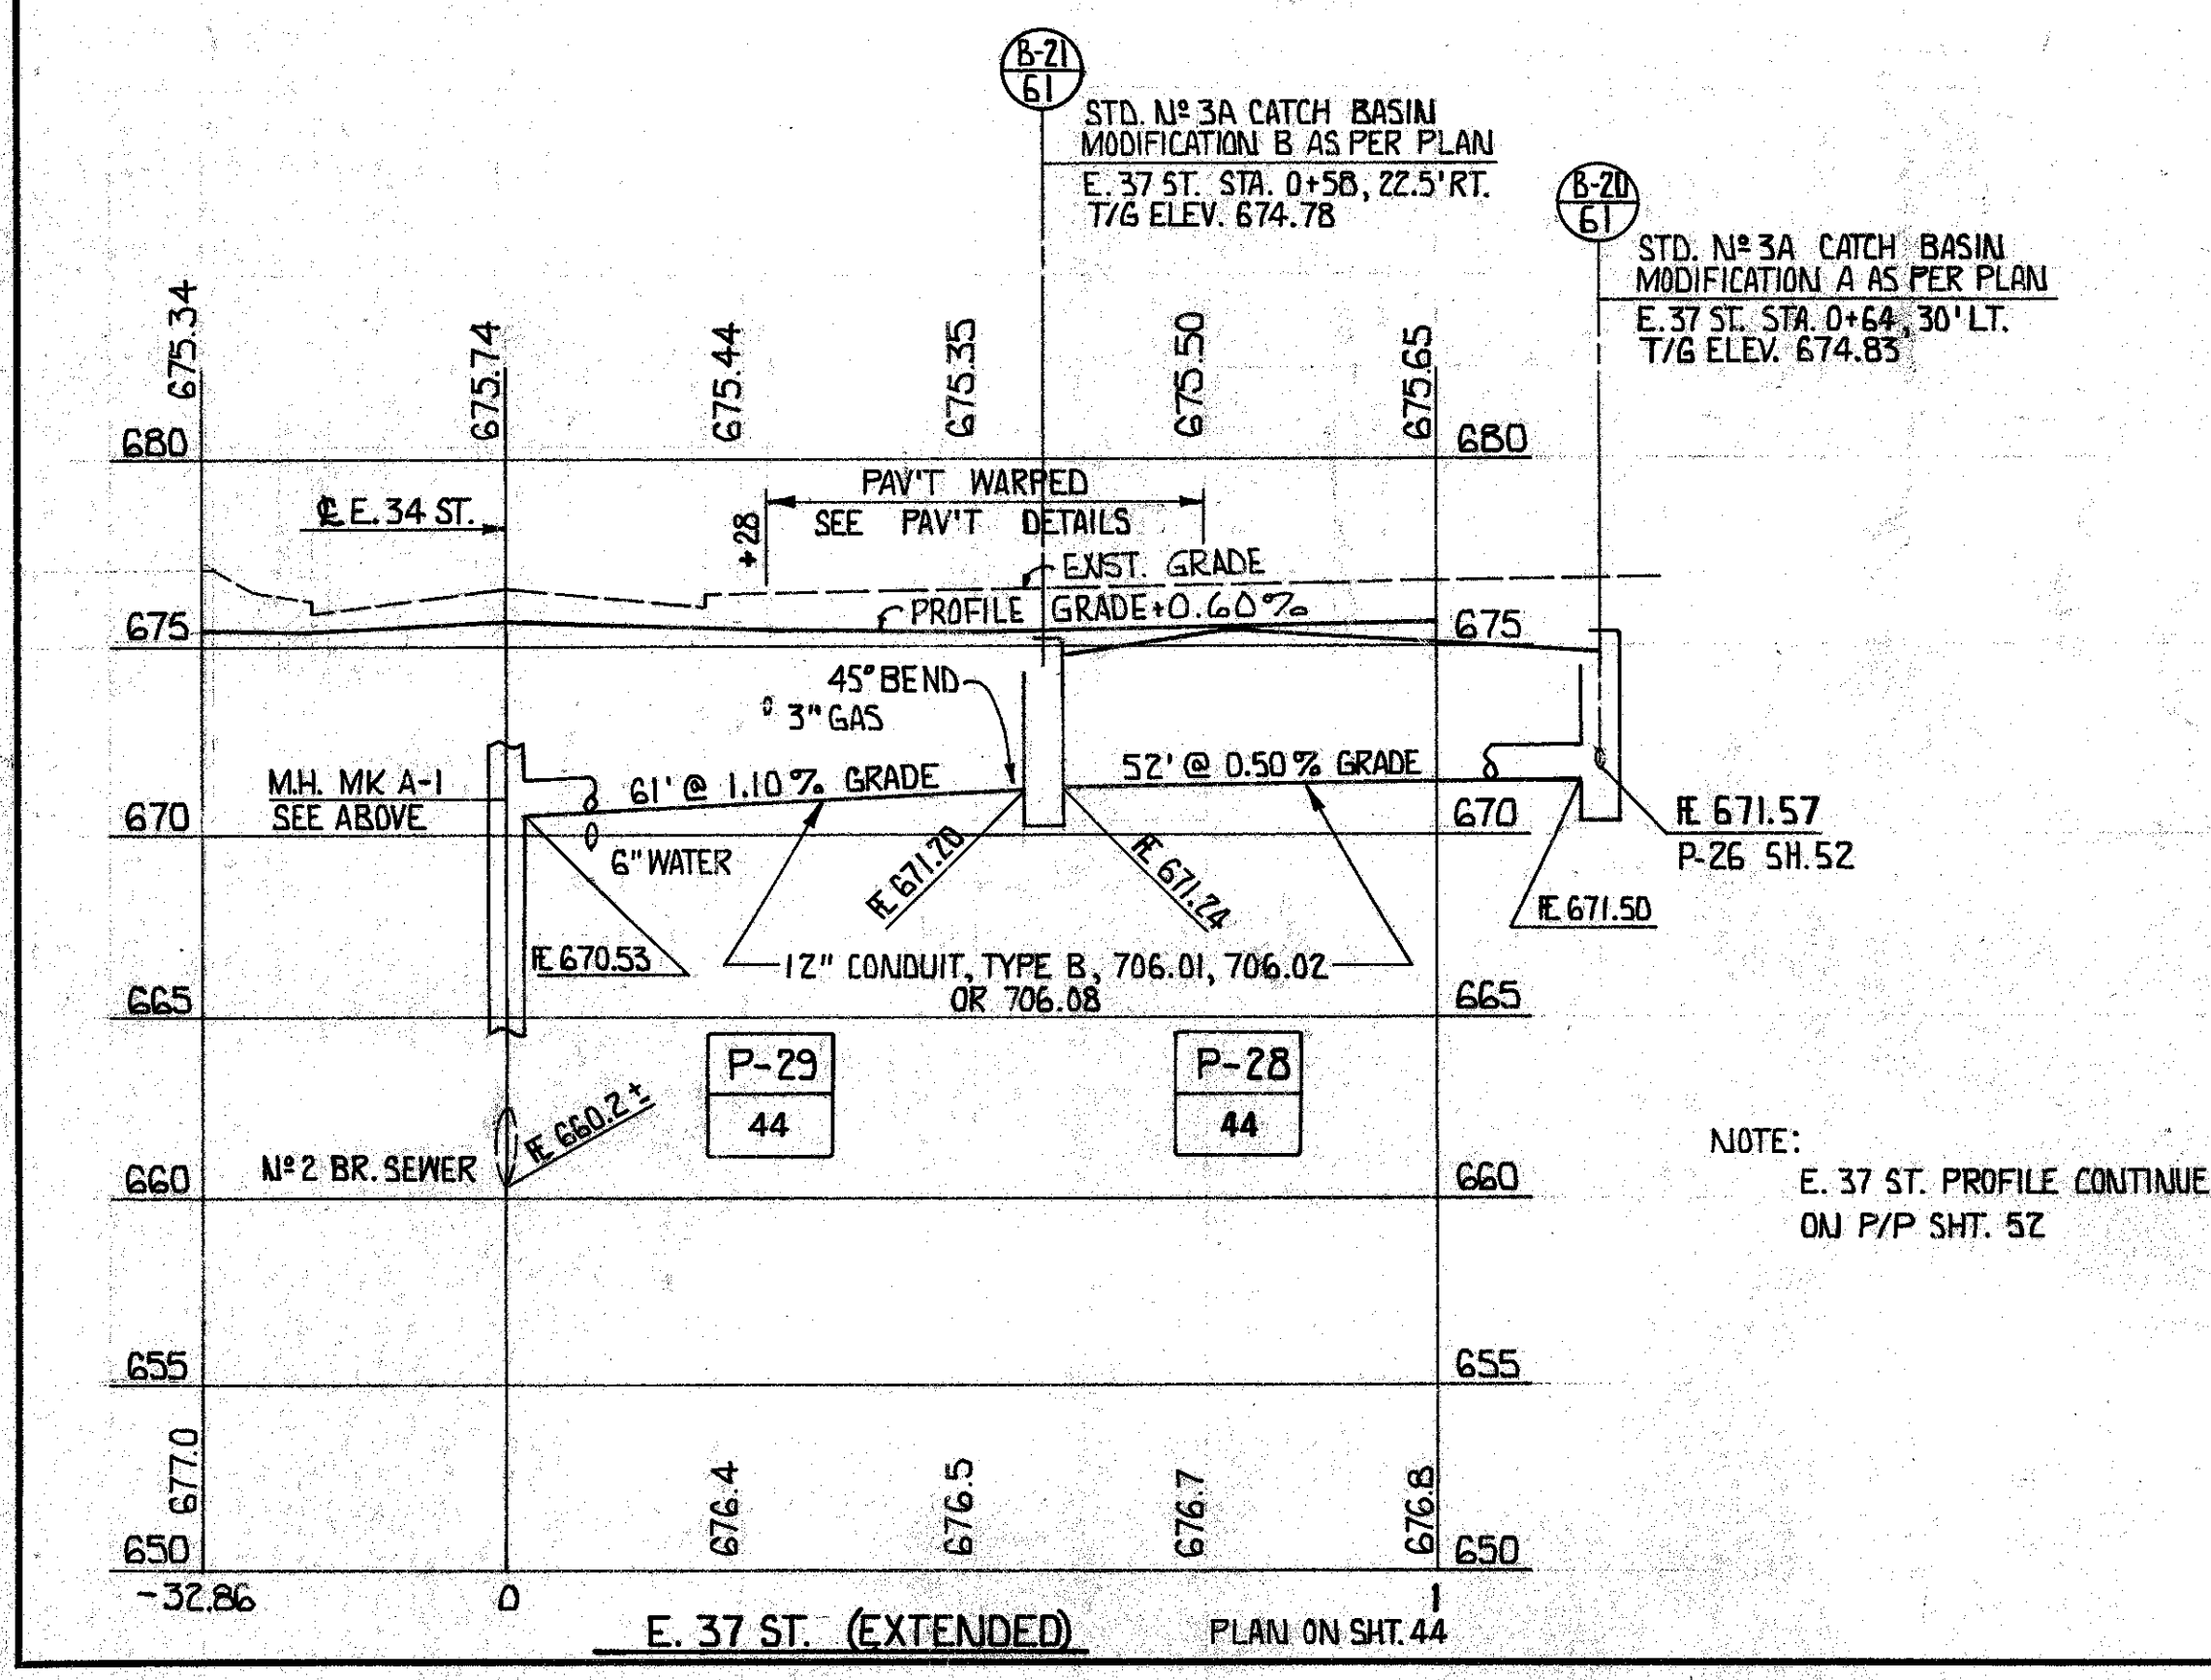 B-21
61
STD. Nº 3A CATCH BASIN
MODIFICATION B AS PER PLAN
E. 37 ST. STA. 0+58, 22.5' RT.
T/G ELEV. 674.78
B-20
61
STD. Nº 3A CATCH BASIN
MODIFICATION A AS PER PLAN
E. 37 ST. STA. 0+64, 30' LT.
T/G ELEV. 674.83
675.34
675.74
675.44
675.35
675.50
675.65
680
680
PAV'T WARPED
SEE PAV'T DETAILS
℄ E. 34 ST.
+28
EXIST. GRADE
PROFILE GRADE +0.60%
675
675
45° BEND
3" GAS
M.H. MK A-1
SEE ABOVE
61' @ 1.10% GRADE
52' @ 0.50% GRADE
670
670
6" WATER
FE 671.20
FE 671.24
FE 671.57
P-26 SH. 52
FE 671.50
FE 670.53
12" CONDUIT, TYPE B, 706.01, 706.02
OR 706.08
665
665
P-29
44
P-28
44
FE 660.2 ±
Nº 2 BR. SEWER
660
660
NOTE:
E. 37 ST. PROFILE CONTINUE
ON P/P SHT. 52
655
655
677.0
676.4
676.5
676.7
676.8
650
650
-32.86
0
1
E. 37 ST. (EXTENDED)
PLAN ON SHT. 44